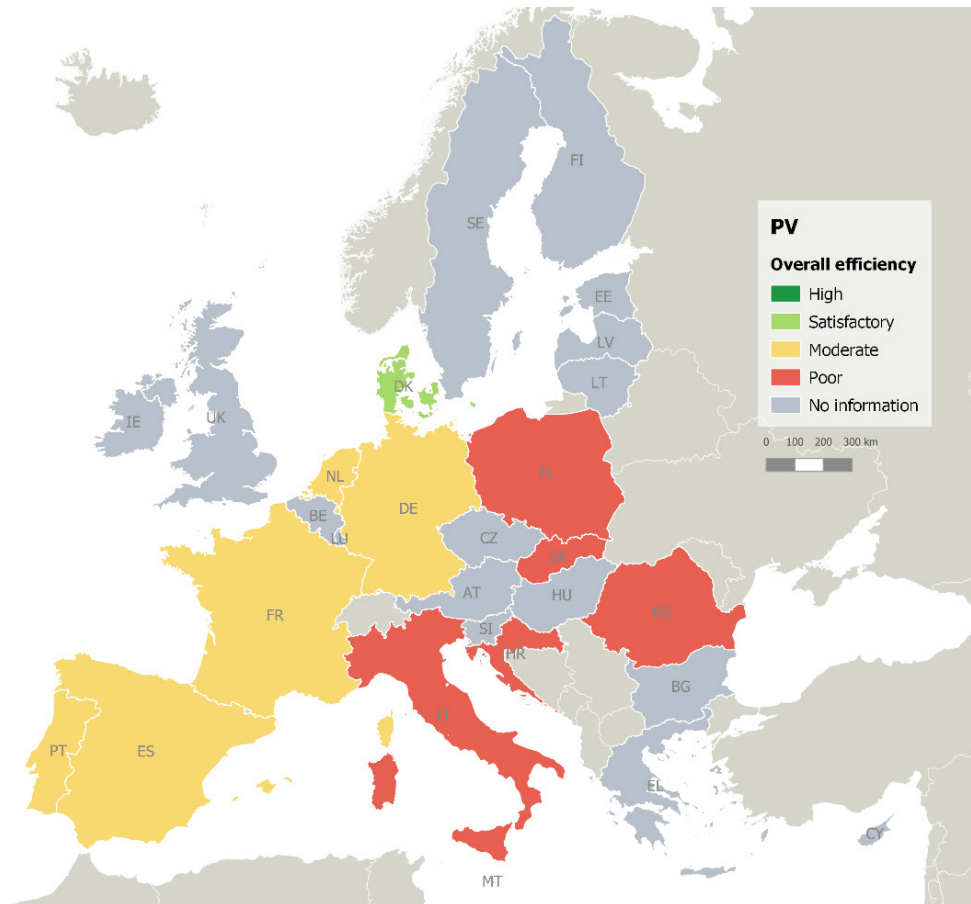 FI
SE
PV
Overall efficiency
High
Satisfactory
Moderate
Poor
No information
0 100 200 300 km
EE
LV
LT
DK
IE
UK
NL
PL
DE
BE
LU
CZ
SK
AT
HU
FR
RO
SI
HR
BG
IT
PT
ES
EL
CY
MT